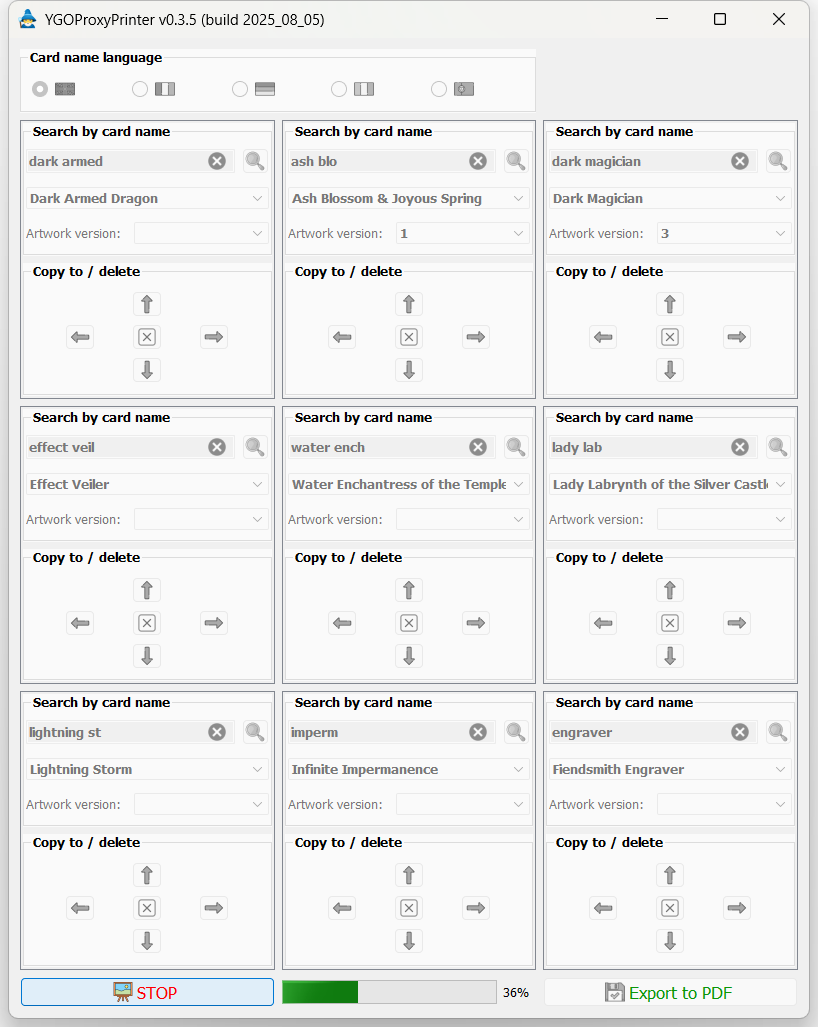 YGOProxyPrinter v0.3.5 (build 2025_08_05)
Card name language
Search by card name
dark armed
Dark Armed Dragon
Artwork version:
Copy to / delete
Search by card name
ash blo
Ash Blossom & Joyous Spring
Artwork version: 1
Copy to / delete
Search by card name
dark magician
Dark Magician
Artwork version: 3
Copy to / delete
Search by card name
effect veil
Effect Veiler
Artwork version:
Copy to / delete
Search by card name
water ench
Water Enchantress of the Temple
Artwork version:
Copy to / delete
Search by card name
lady lab
Lady Labrynth of the Silver Castl
Artwork version:
Copy to / delete
Search by card name
lightning st
Lightning Storm
Artwork version:
Copy to / delete
Search by card name
imperm
Infinite Impermanence
Artwork version:
Copy to / delete
Search by card name
engraver
Fiendsmith Engraver
Artwork version:
Copy to / delete
STOP
36%
Export to PDF